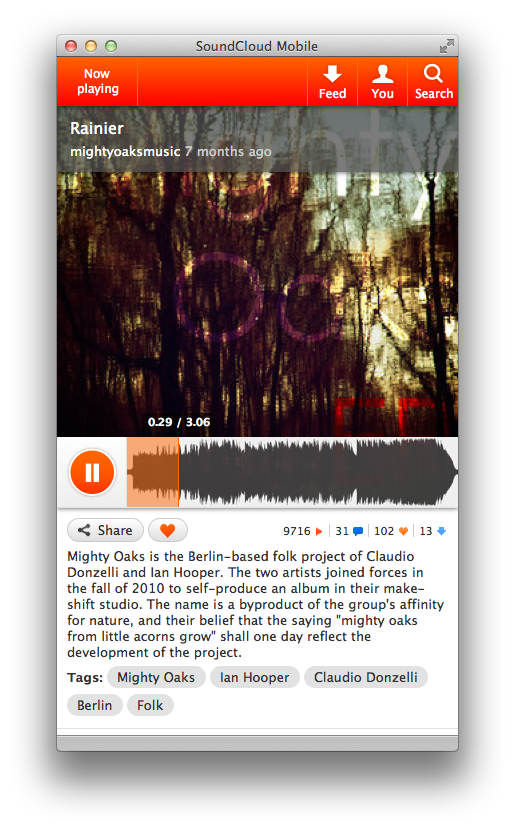 SoundCloud Mobile
Now
playing
Feed You Search
Rainier
mightyoaksmusic 7 months ago
ghty
Oak
0.29 / 3.06
Share 9716 31 102 13
Mighty Oaks is the Berlin-based folk project of Claudio
Donzelli and Ian Hooper. The two artists joined forces in
the fall of 2010 to self-produce an album in their make-
shift studio. The name is a byproduct of the group's affinity
for nature, and their belief that the saying "mighty oaks
from little acorns grow" shall one day reflect the
development of the project.
Tags: Mighty Oaks Ian Hooper Claudio Donzelli
Berlin Folk